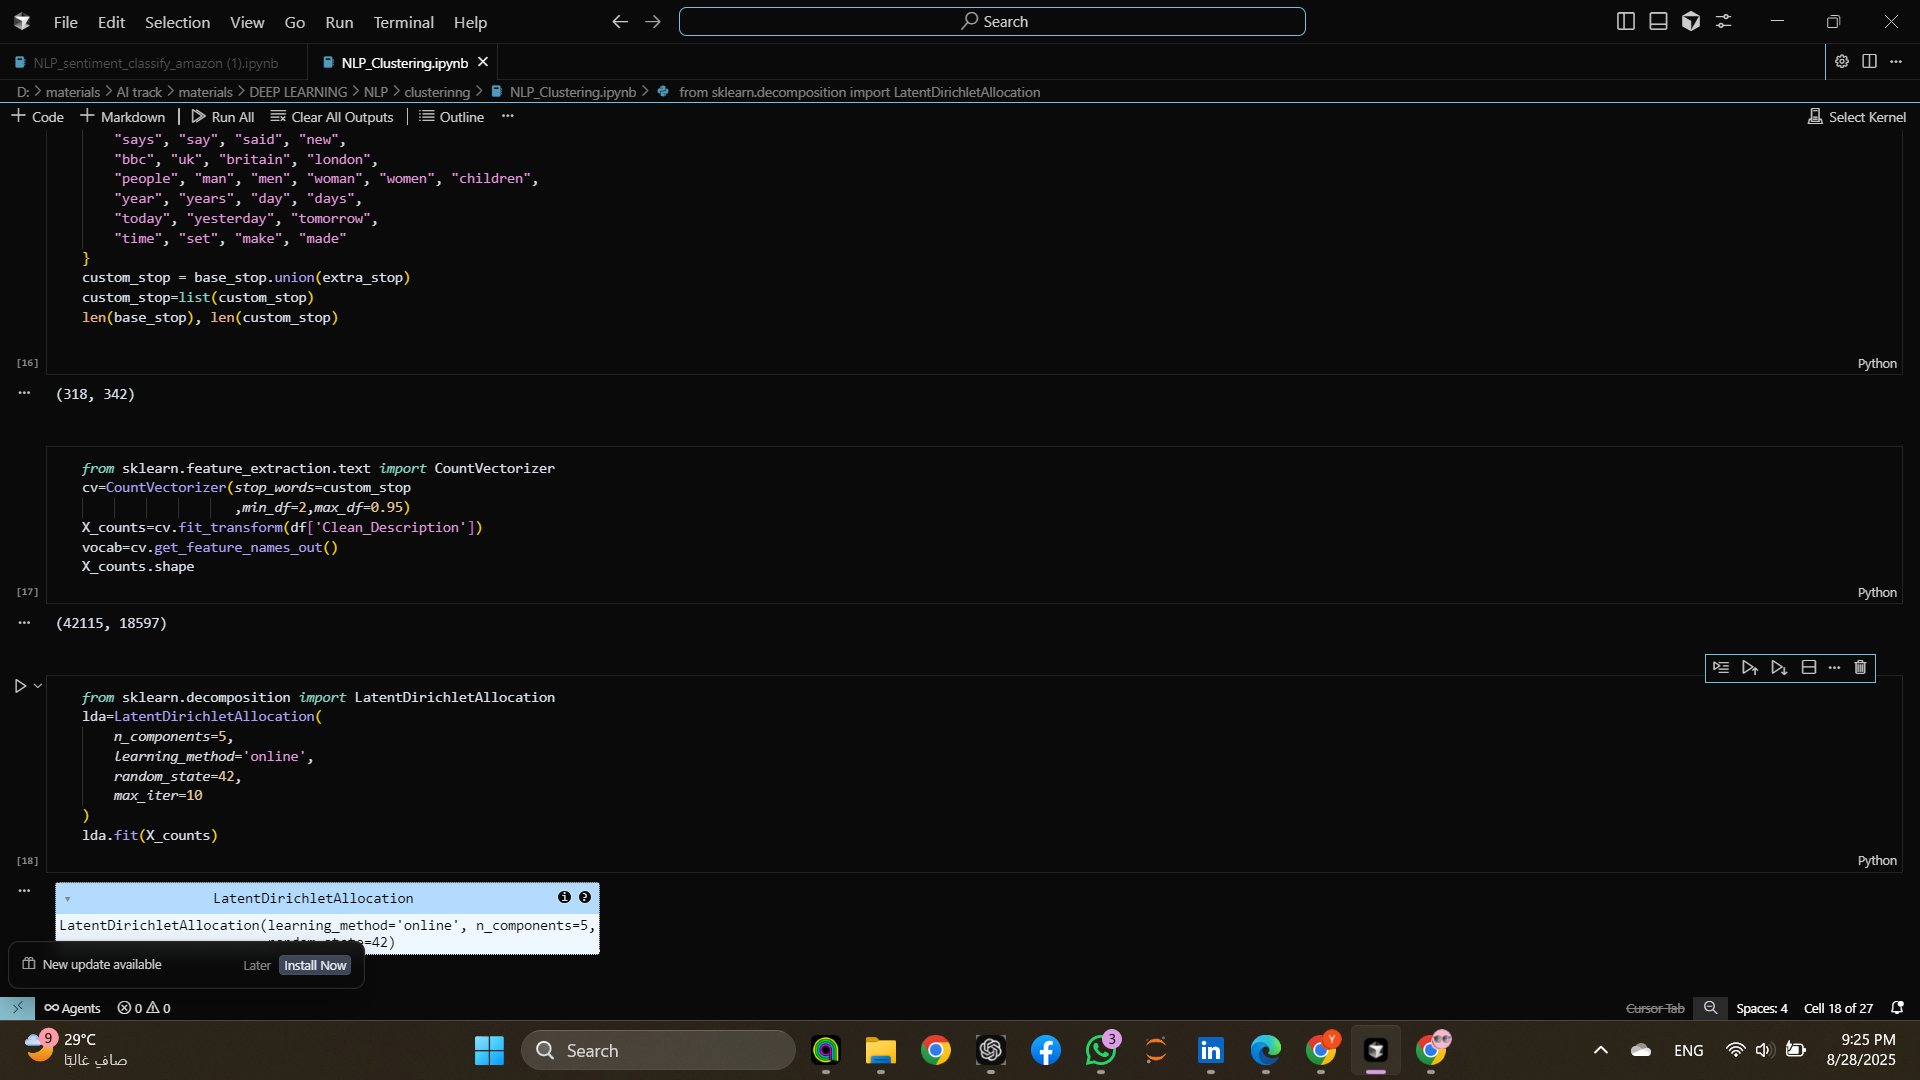 File Edit Selection View Go Run Terminal Help
Search
NLP_sentiment_classify_amazon (1).ipynb
NLP_Clustering.ipynb
D: > materials > AI track > materials > DEEP LEARNING > NLP > clusterinng > NLP_Clustering.ipynb > from sklearn.decomposition import LatentDirichletAllocation
+ Code + Markdown Run All Clear All Outputs Outline ...
Select Kernel
"says", "say", "said", "new",
"bbc", "uk", "britain", "london",
"people", "man", "men", "woman", "women", "children",
"year", "years", "day", "days",
"today", "yesterday", "tomorrow",
"time", "set", "make", "made"
}
custom_stop = base_stop.union(extra_stop)
custom_stop=list(custom_stop)
len(base_stop), len(custom_stop)
[16]
Python
(318, 342)
from sklearn.feature_extraction.text import CountVectorizer
cv=CountVectorizer(stop_words=custom_stop
,min_df=2,max_df=0.95)
X_counts=cv.fit_transform(df['Clean_Description'])
vocab=cv.get_feature_names_out()
X_counts.shape
[17]
Python
(42115, 18597)
from sklearn.decomposition import LatentDirichletAllocation
lda=LatentDirichletAllocation(
n_components=5,
learning_method='online',
random_state=42,
max_iter=10
)
lda.fit(X_counts)
[18]
Python
LatentDirichletAllocation
LatentDirichletAllocation(learning_method='online', n_components=5,
random_state=42)
New update available
Later
Install Now
Agents
0 0
Cursor Tab
Spaces: 4
Cell 18 of 27
9
29°C
صافٍ غالبًا
Search
3
Y
ENG
9:25 PM
8/28/2025